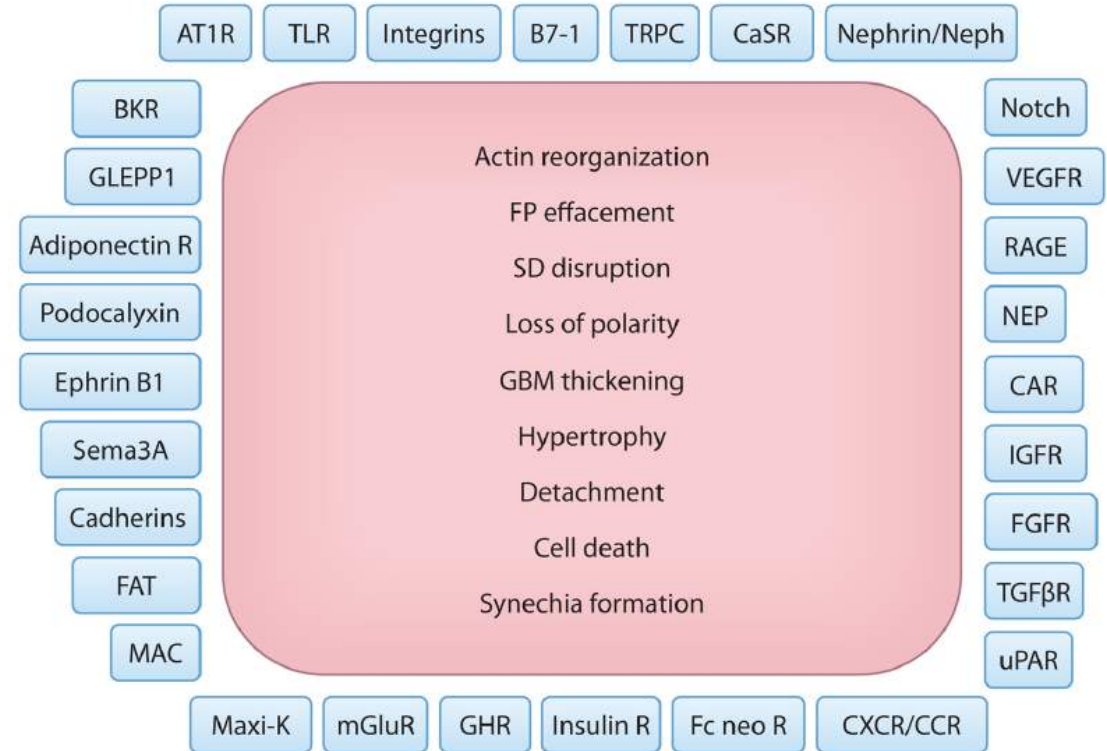 AT1R
TLR
Integrins
B7-1
TRPC
CaSR
Nephrin/Neph
BKR
GLEPP1
Adiponectin R
Podocalyxin
Ephrin B1
Sema3A
Cadherins
FAT
MAC
Actin reorganization
FP effacement
SD disruption
Loss of polarity
GBM thickening
Hypertrophy
Detachment
Cell death
Synechia formation
Notch
VEGFR
RAGE
NEP
CAR
IGFR
FGFR
TGFβR
uPAR
Maxi-K
mGluR
GHR
Insulin R
Fc neo R
CXCR/CCR